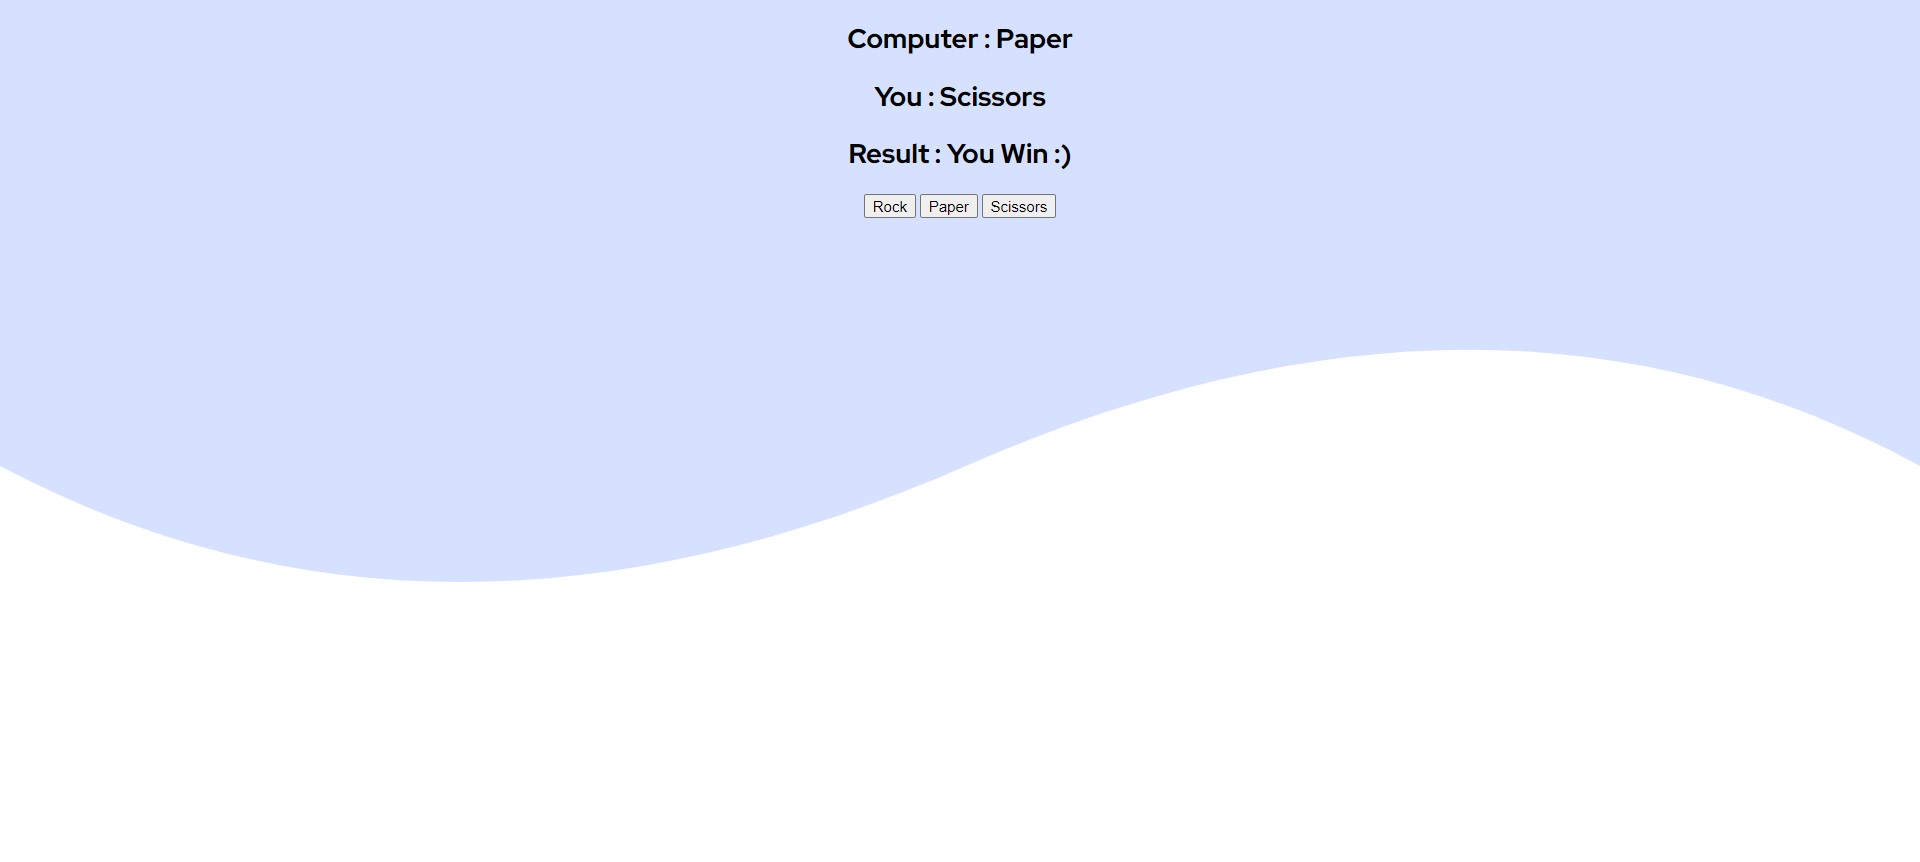 Computer : Paper
You : Scissors
Result : You Win :)
Rock Paper Scissors